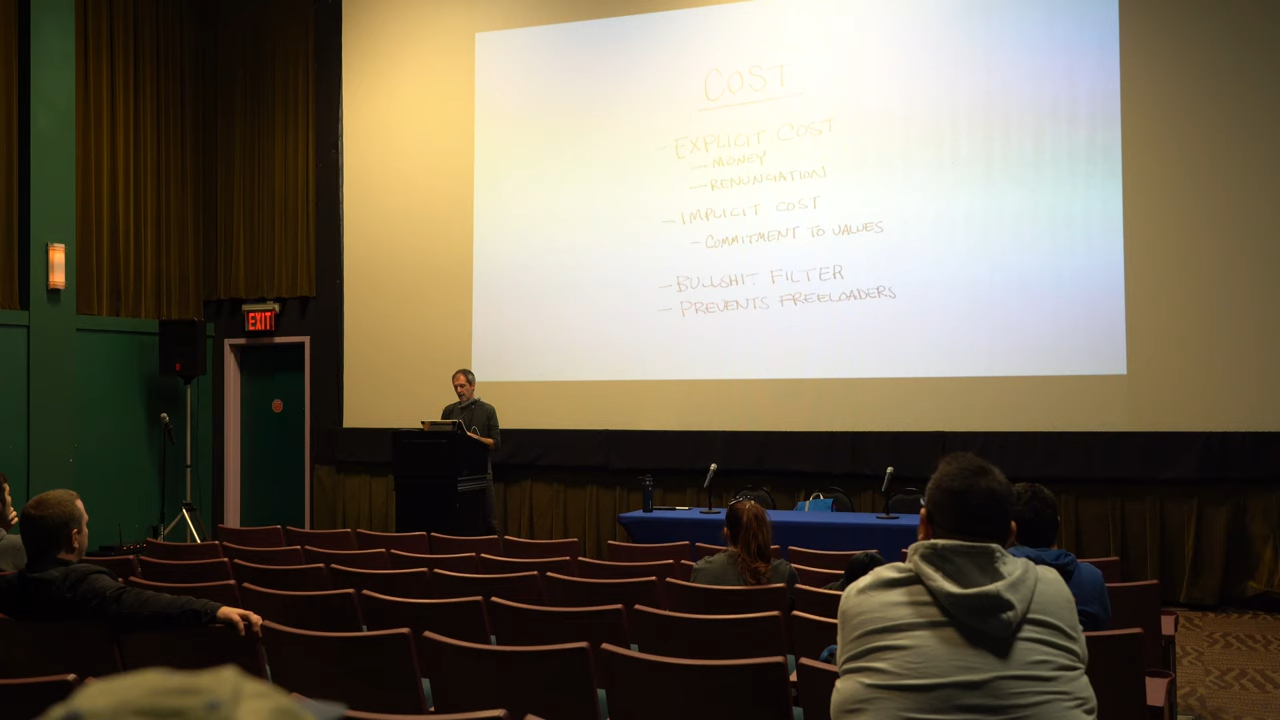 COST
- EXPLICIT COST
- MONEY
- RENUNCIATION
- IMPLICIT COST
- COMMITMENT TO VALUES
- BULLSHIT FILTER
- PREVENTS FREELOADERS
EXIT